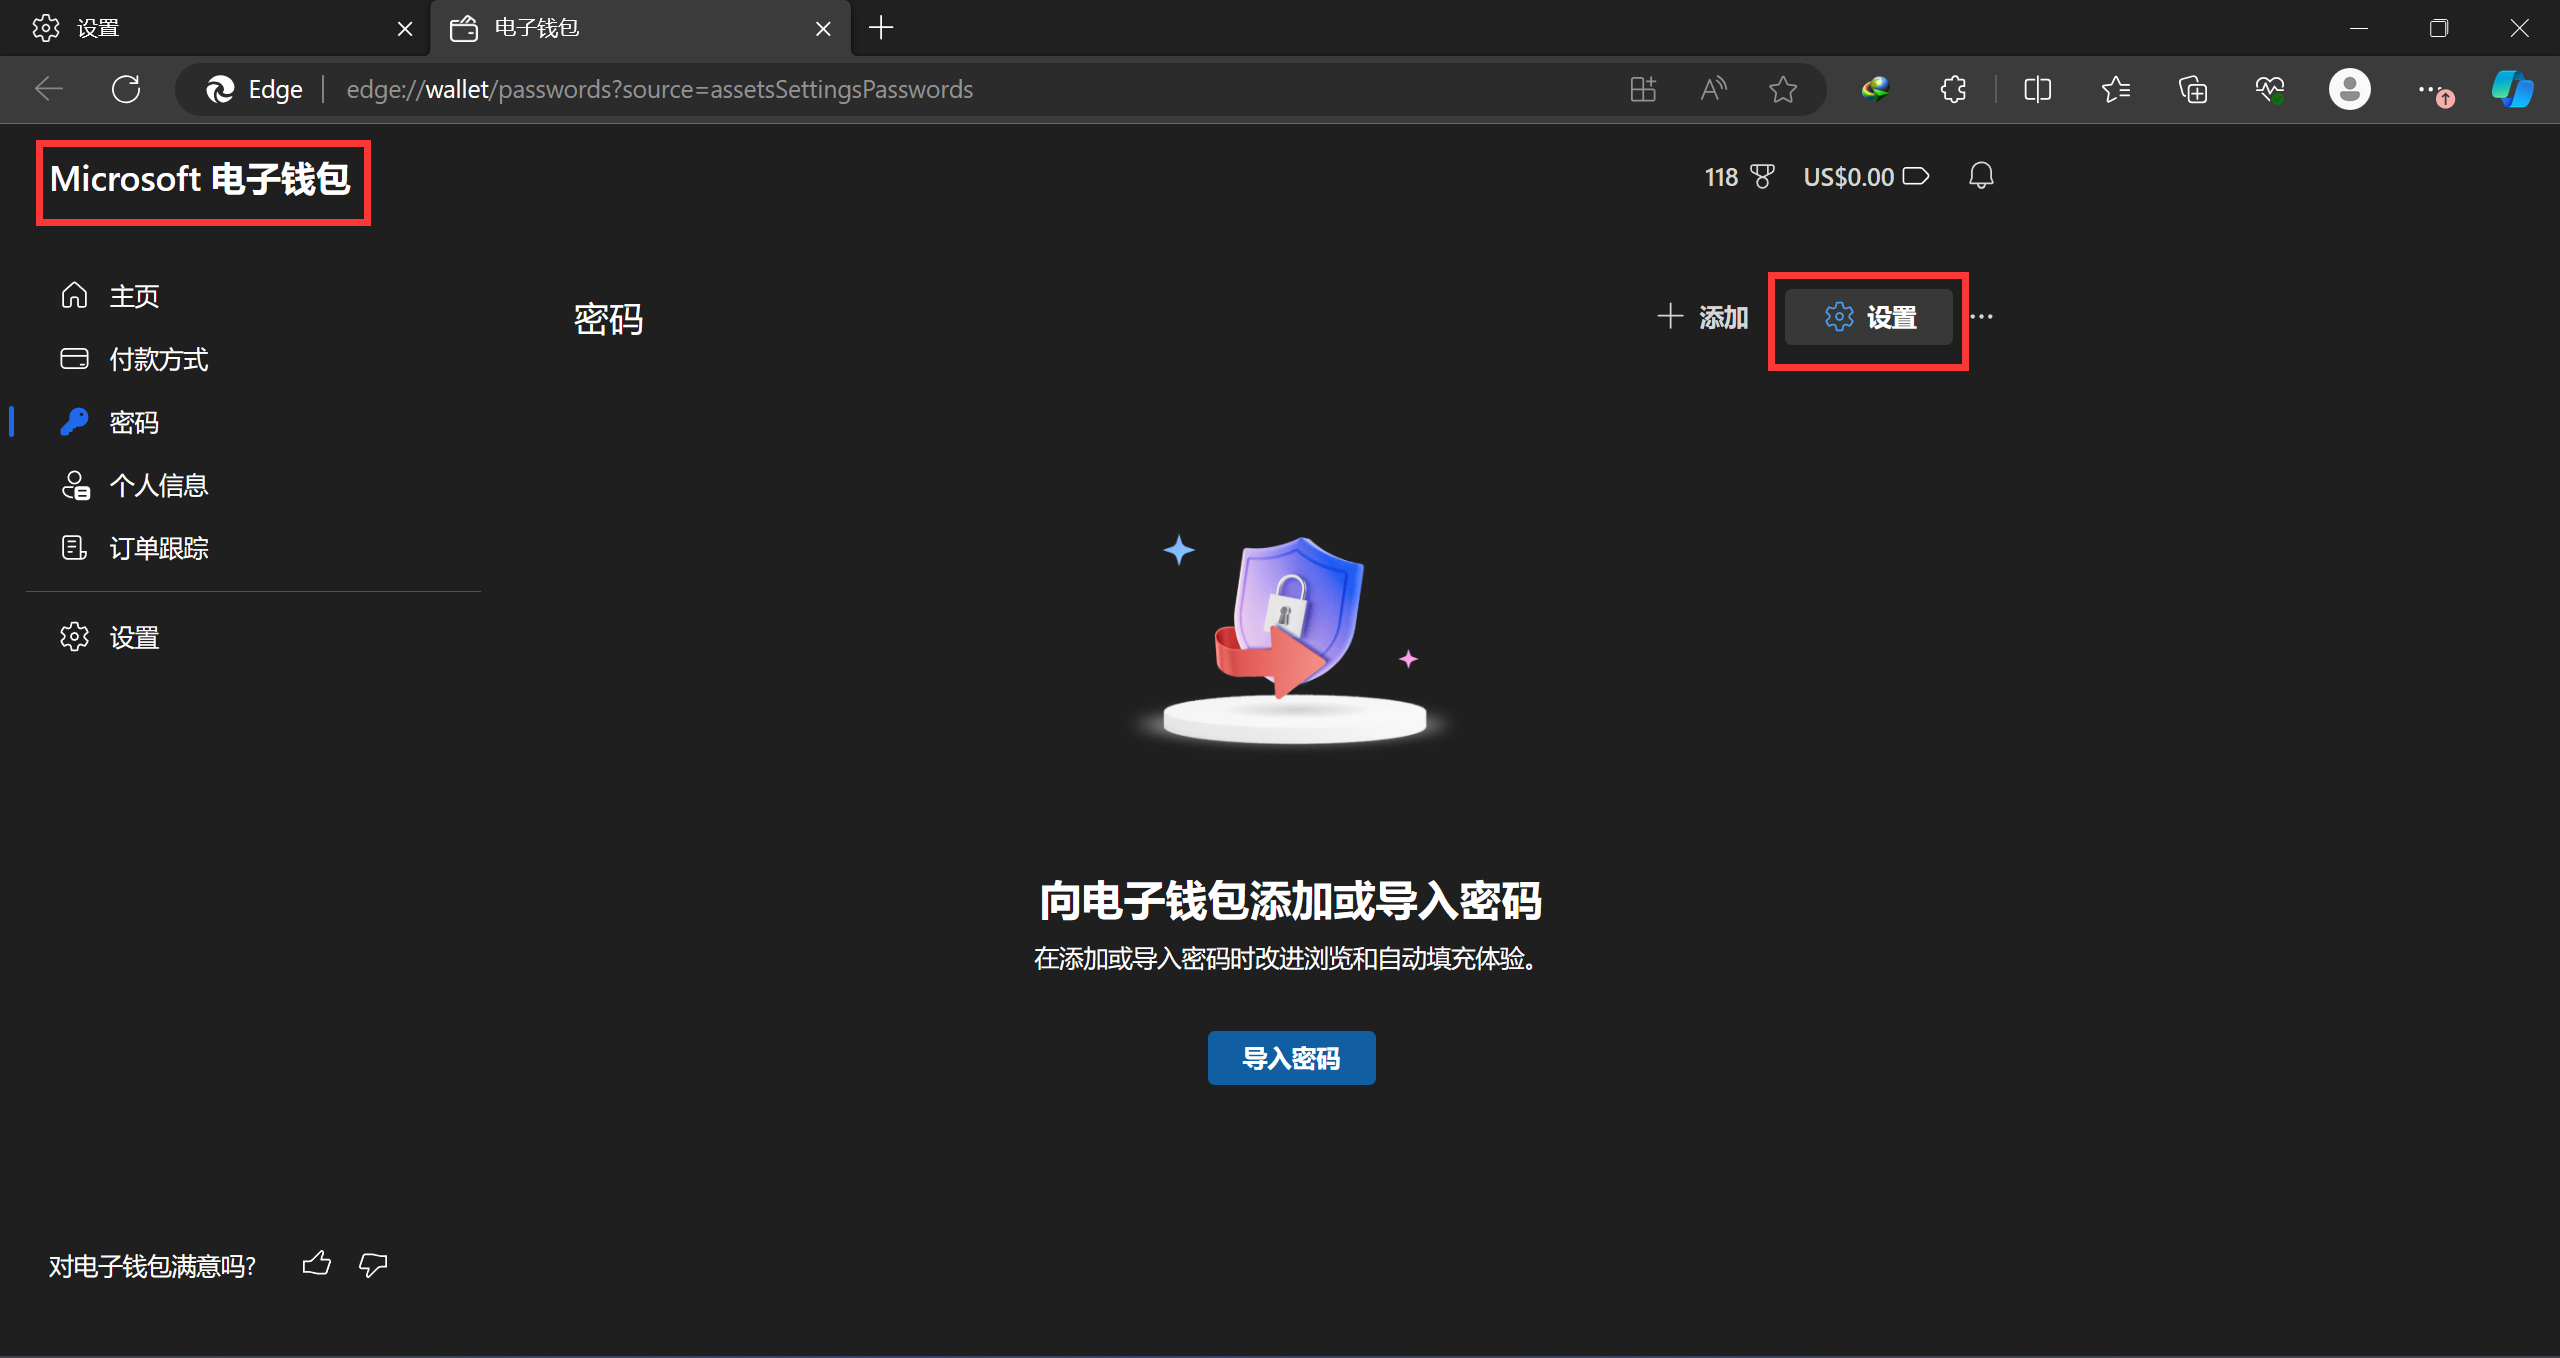 设置
电子钱包
Edge
edge://wallet/passwords?source=assetsSettingsPasswords
Microsoft 电子钱包
118
US$0.00
主页
付款方式
密码
个人信息
订单跟踪
设置
密码
添加
设置
向电子钱包添加或导入密码
在添加或导入密码时改进浏览和自动填充体验。
导入密码
对电子钱包满意吗?